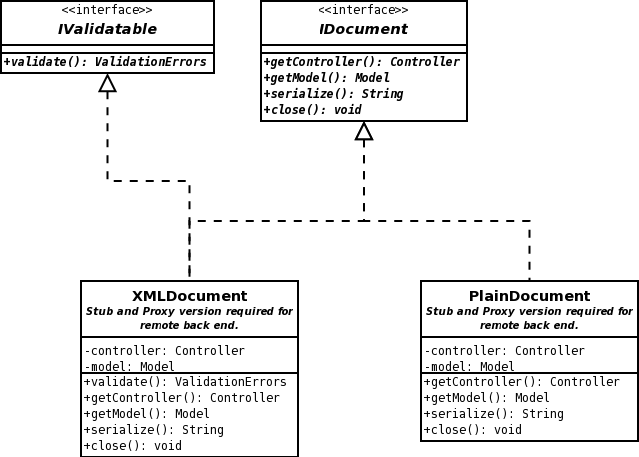 <<interface>>
IValidatable
+validate(): ValidationErrors
<<interface>>
IDocument
+getController(): Controller
+getModel(): Model
+serialize(): String
+close(): void
XMLDocument
Stub and Proxy version required for
remote back end.
-controller: Controller
-model: Model
+validate(): ValidationErrors
+getController(): Controller
+getModel(): Model
+serialize(): String
+close(): void
PlainDocument
Stub and Proxy version required for
remote back end.
-controller: Controller
-model: Model
+getController(): Controller
+getModel(): Model
+serialize(): String
+close(): void